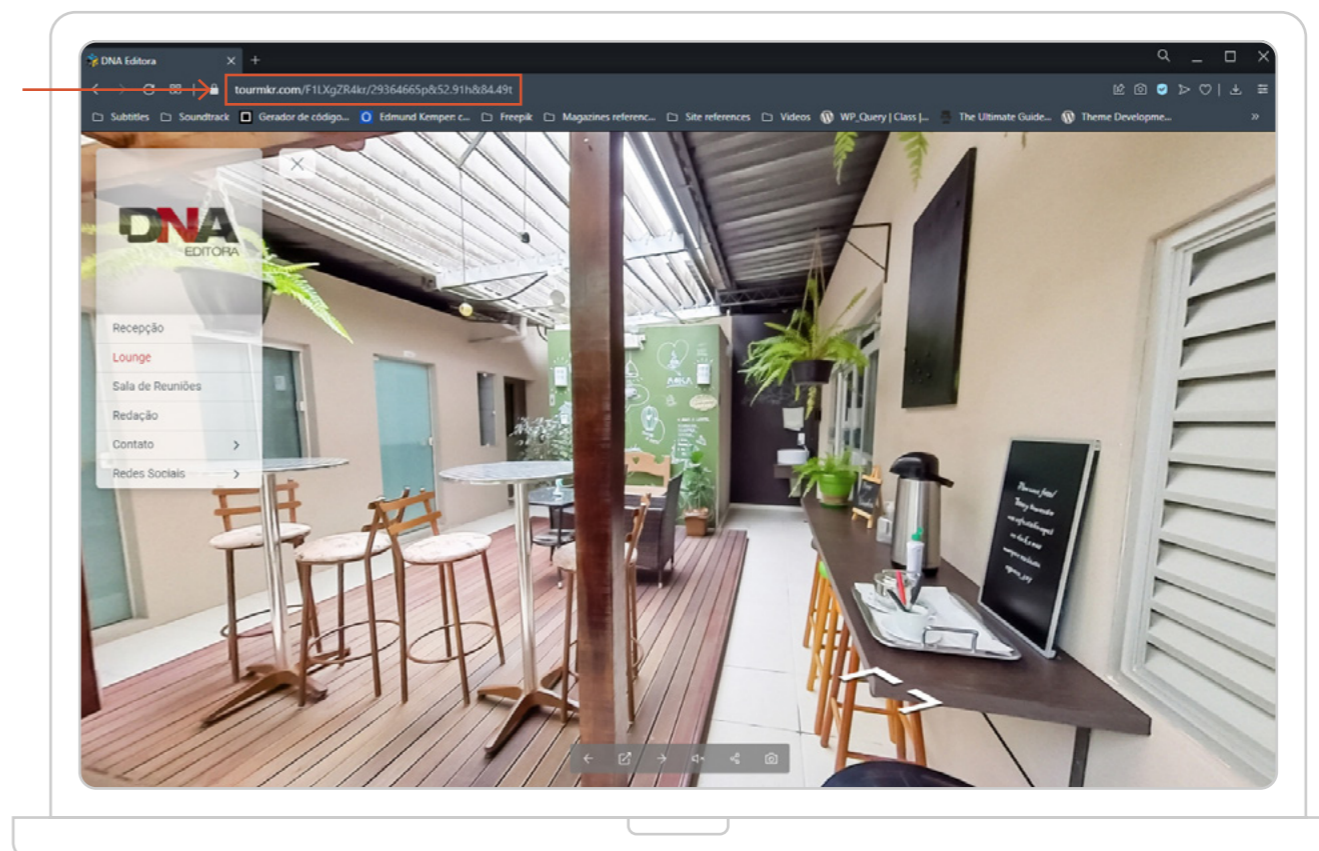 DNA Editora
tourmkr.com/F1LXgZR4kr/29364665p&52.91h&84.49t
Subtitles Soundtrack Gerador de código... Edmund Kemper: c... Freepik Magazines referenc... Site references Videos WP_Query | Class |... The Ultimate Guide... Theme Developme...
DNA
EDITORA
Recepção
Lounge
Sala de Reuniões
Redação
Contato
Redes Sociais